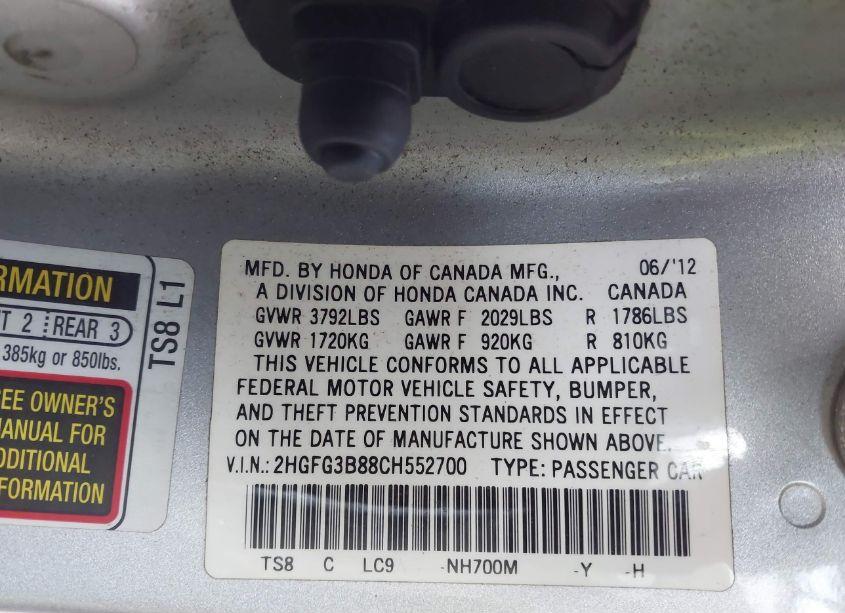 RMATION
T 2 REAR 3
385kg or 850lbs.
EE OWNER'S
ANUAL FOR
DDITIONAL
FORMATION
TS8 L1
MFD. BY HONDA OF CANADA MFG., 06/'12
A DIVISION OF HONDA CANADA INC. CANADA
GVWR 3792LBS GAWR F 2029LBS R 1786LBS
GVWR 1720KG GAWR F 920KG R 810KG
THIS VEHICLE CONFORMS TO ALL APPLICABLE
FEDERAL MOTOR VEHICLE SAFETY, BUMPER,
AND THEFT PREVENTION STANDARDS IN EFFECT
ON THE DATE OF MANUFACTURE SHOWN ABOVE.
V.I.N.: 2HGFG3B88CH552700 TYPE: PASSENGER CAR
TS8 C LC9 -NH700M -Y -H